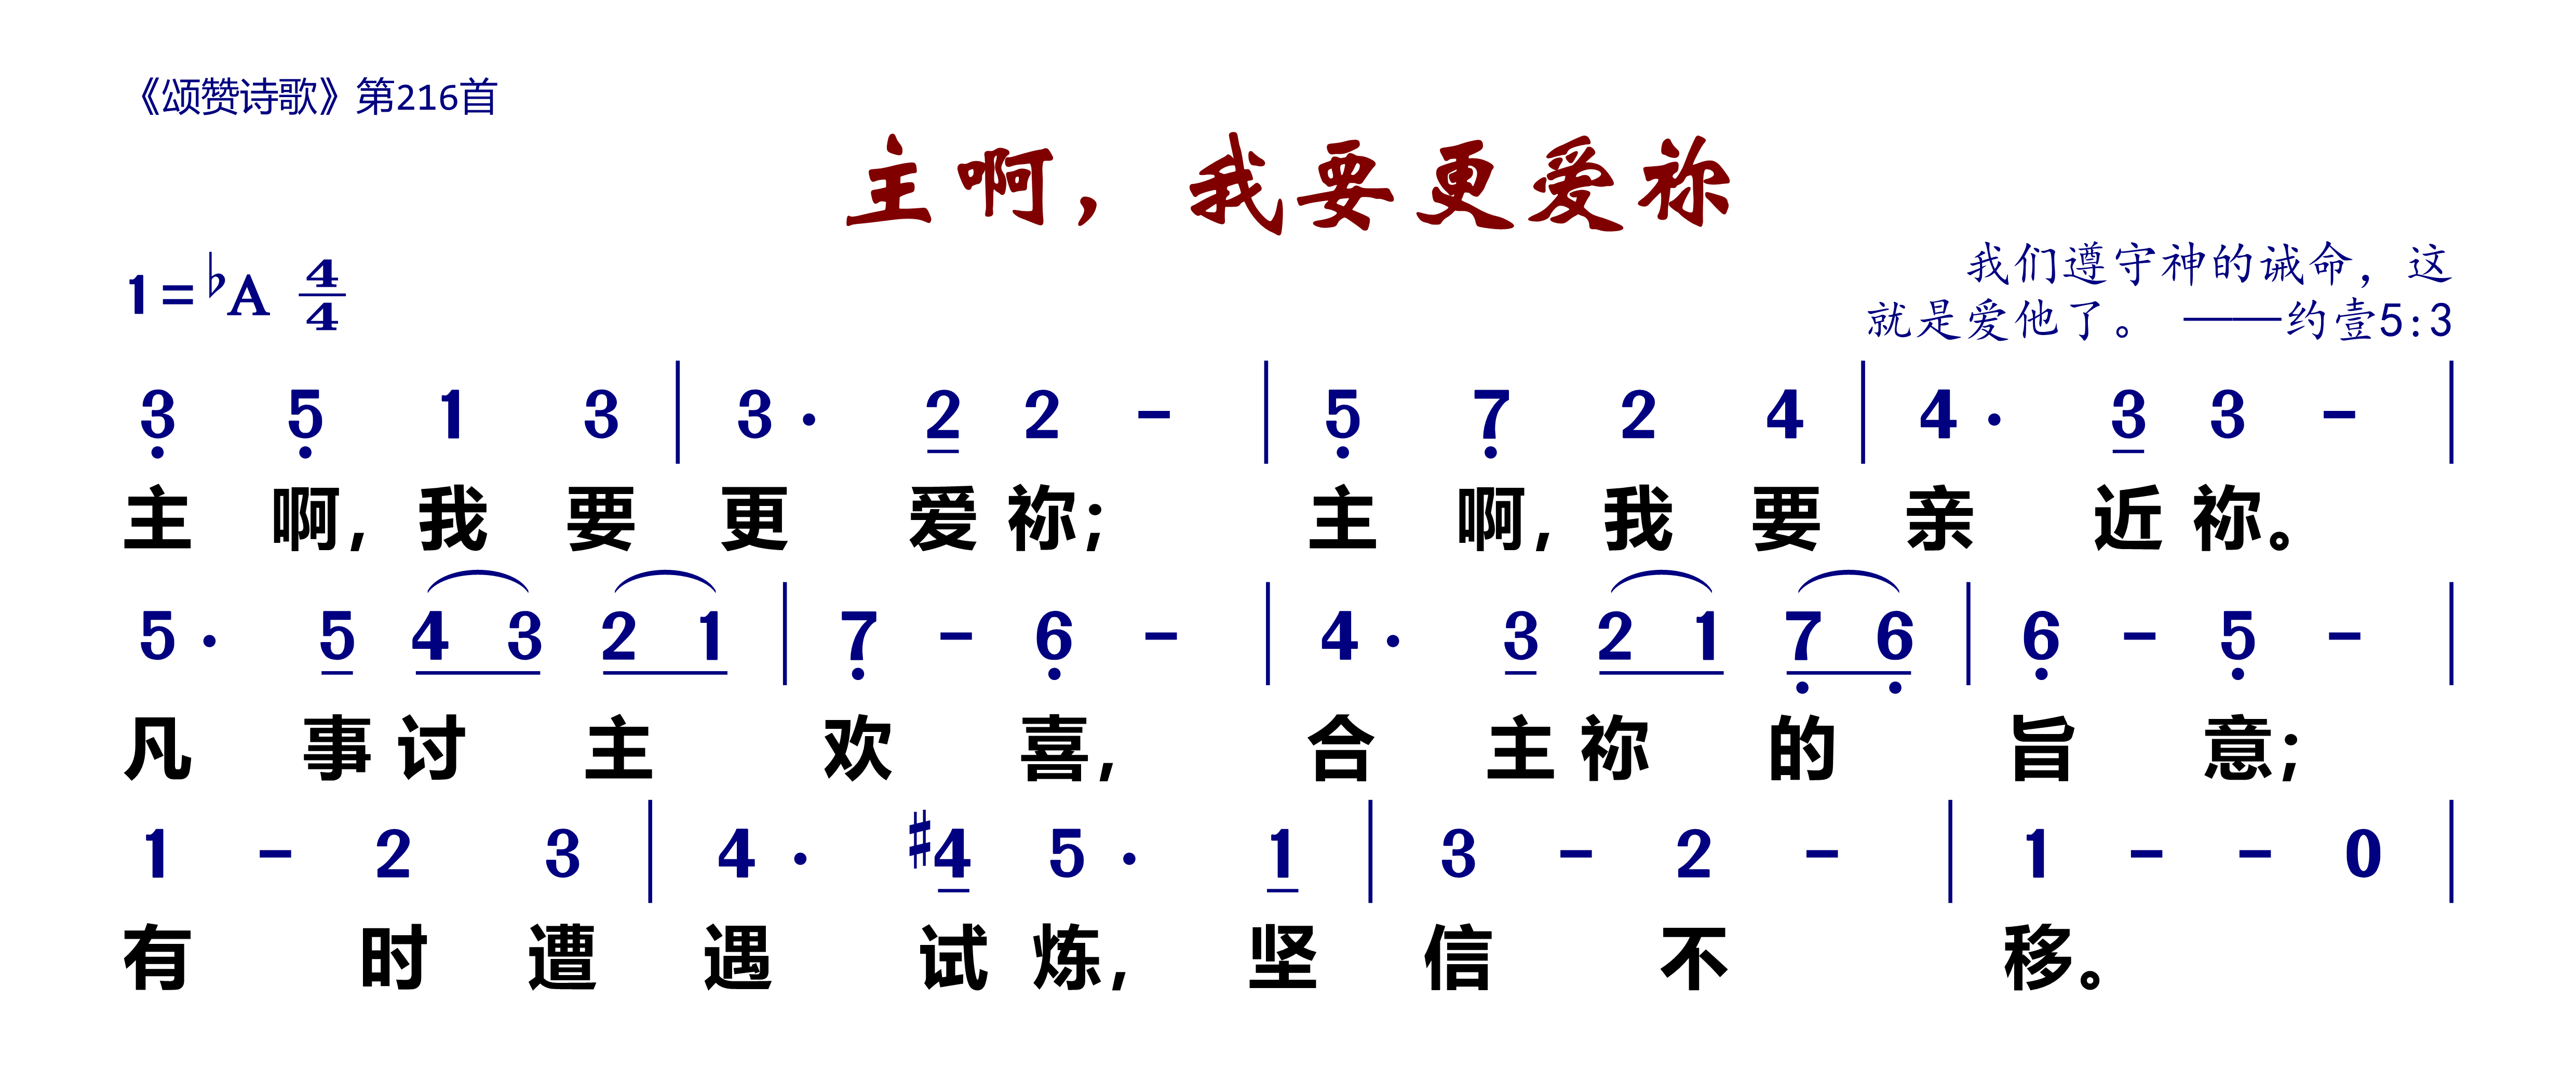 《颂赞诗歌》第216首
主啊，我要更爱祢
1=♭A 4/4
我们遵守神的诫命，这
就是爱他了。 ——约壹5:3
3̣ 5̣ 1 3 | 3· 2̲ 2 - | 5̣ 7̣ 2 4 | 4· 3̲ 3 - |
主啊,我要更爱祢; 主啊,我要亲近祢。
5· 5̲ 4̲ 3̲ 2̲ 1̲ | 7̣ - 6̣ - | 4· 3̲ 2̲ 1̲ 7̲̣ 6̲̣ | 6̣ - 5̣ - |
凡事讨主欢喜, 合主祢的旨意;
1 - 2 3 | 4· #4̲ 5· 1̲ | 3 - 2 - | 1 - - 0 |
有时遭遇试炼,坚信不移。